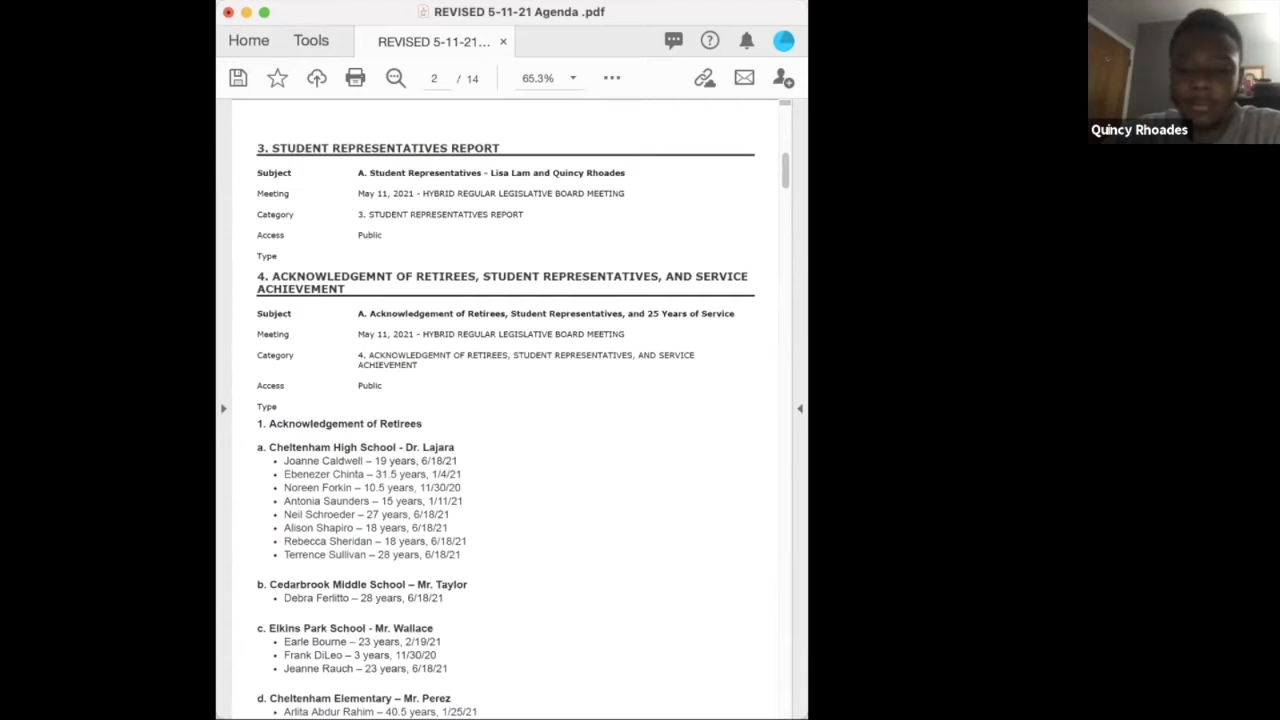 REVISED 5-11-21 Agenda .pdf
Home Tools REVISED 5-11-21... ×
2 / 14 65.3%
Quincy Rhoades
3. STUDENT REPRESENTATIVES REPORT
Subject A. Student Representatives - Lisa Lam and Quincy Rhoades
Meeting May 11, 2021 - HYBRID REGULAR LEGISLATIVE BOARD MEETING
Category 3. STUDENT REPRESENTATIVES REPORT
Access Public
Type
4. ACKNOWLEDGEMNT OF RETIREES, STUDENT REPRESENTATIVES, AND SERVICE
ACHIEVEMENT
Subject A. Acknowledgement of Retirees, Student Representatives, and 25 Years of Service
Meeting May 11, 2021 - HYBRID REGULAR LEGISLATIVE BOARD MEETING
Category 4. ACKNOWLEDGEMNT OF RETIREES, STUDENT REPRESENTATIVES, AND SERVICE
ACHIEVEMENT
Access Public
Type
1. Acknowledgement of Retirees
a. Cheltenham High School - Dr. Lajara
• Joanne Caldwell – 19 years, 6/18/21
• Ebenezer Chinta – 31.5 years, 1/4/21
• Noreen Forkin – 10.5 years, 11/30/20
• Antonia Saunders – 15 years, 1/11/21
• Neil Schroeder – 27 years, 6/18/21
• Alison Shapiro – 18 years, 6/18/21
• Rebecca Sheridan – 18 years, 6/18/21
• Terrence Sullivan – 28 years, 6/18/21
b. Cedarbrook Middle School – Mr. Taylor
• Debra Ferlitto – 28 years, 6/18/21
c. Elkins Park School - Mr. Wallace
• Earle Bourne – 23 years, 2/19/21
• Frank DiLeo – 3 years, 11/30/20
• Jeanne Rauch – 23 years, 6/18/21
d. Cheltenham Elementary – Mr. Perez
• Arlita Abdur Rahim – 40.5 years, 1/25/21